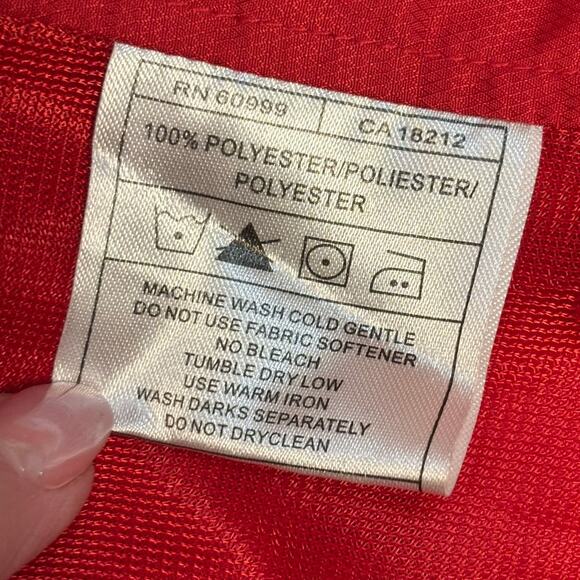 RN 60999
CA 18212
100% POLYESTER/POLIESTER/
POLYESTER
MACHINE WASH COLD GENTLE
DO NOT USE FABRIC SOFTENER
NO BLEACH
TUMBLE DRY LOW
USE WARM IRON
WASH DARKS SEPARATELY
DO NOT DRYCLEAN